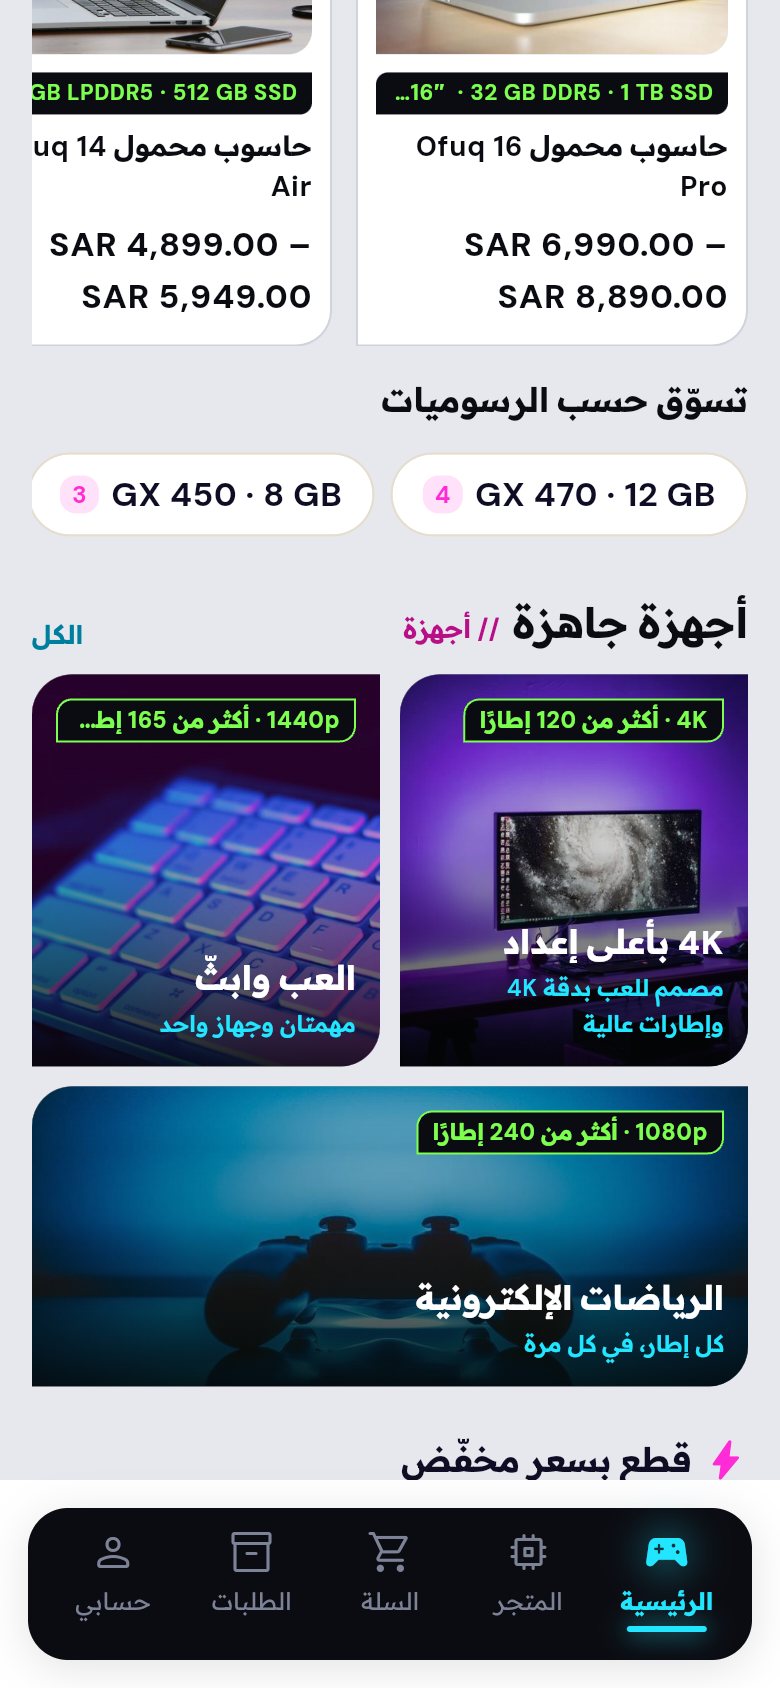 …16″ · 32 GB DDR5 · 1 TB SSD
حاسوب محمول Ofuq 16
Pro
SAR 6,990.00 –
SAR 8,890.00
GB LPDDR5 · 512 GB SSD
حاسوب محمول uq 14
Air
SAR 4,899.00 –
SAR 5,949.00
تسوّق حسب الرسوميات
GX 470 · 12 GB 4
GX 450 · 8 GB 3
أجهزة جاهزة // أجهزة
الكل
4K · أكثر من 120 إطارًا
4K بأعلى إعداد
مصمم للعب بدقة 4K
وإطارات عالية
1440p · أكثر من 165 إط…
العب وابثّ
مهمتان وجهاز واحد
1080p · أكثر من 240 إطارًا
الرياضات الإلكترونية
كل إطار، في كل مرة
قطع بسعر مخفّض
الرئيسية
المتجر
السلة
الطلبات
حسابي